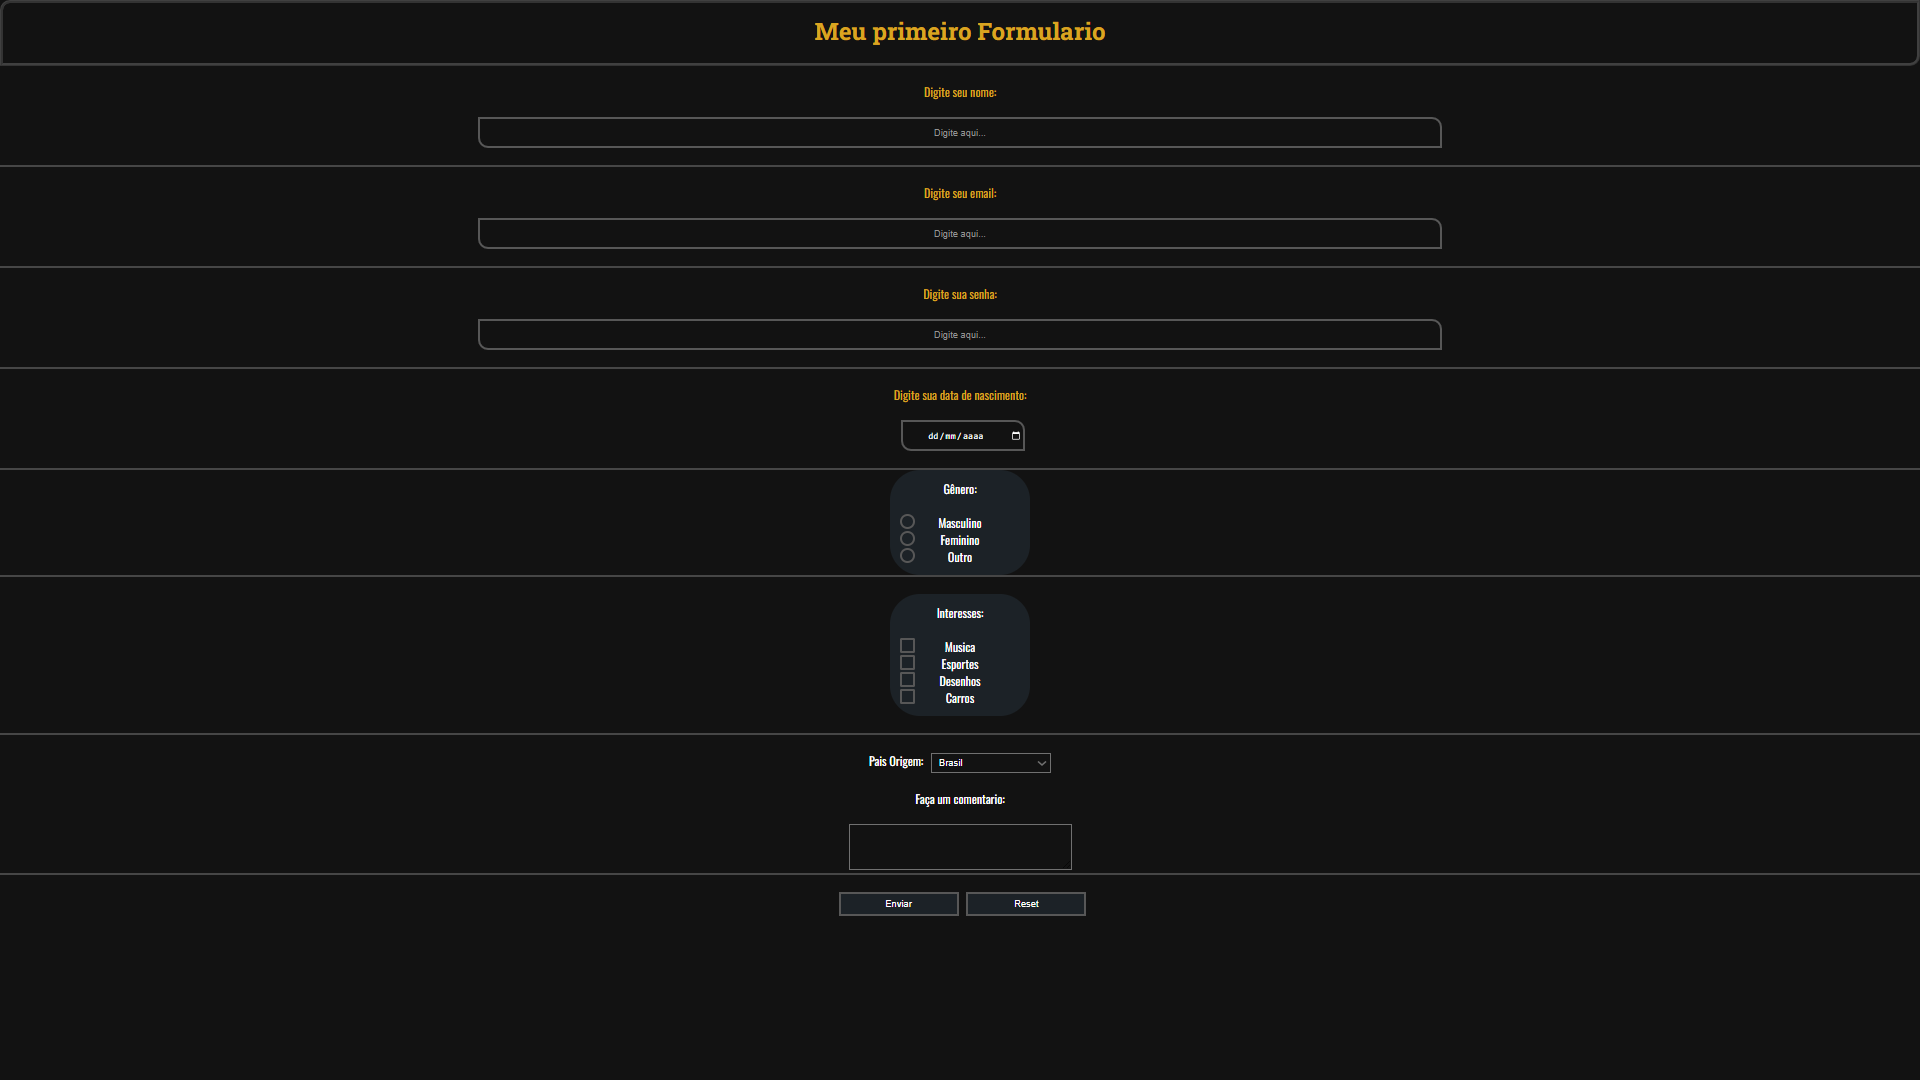 Meu primeiro Formulario
Digite seu nome:
Digite aqui...
Digite seu email:
Digite aqui...
Digite sua senha:
Digite aqui...
Digite sua data de nascimento:
dd/mm/aaaa
Gênero:
Masculino
Feminino
Outro
Interesses:
Musica
Esportes
Desenhos
Carros
Pais Origem: Brasil
Faça um comentario:
Enviar Reset